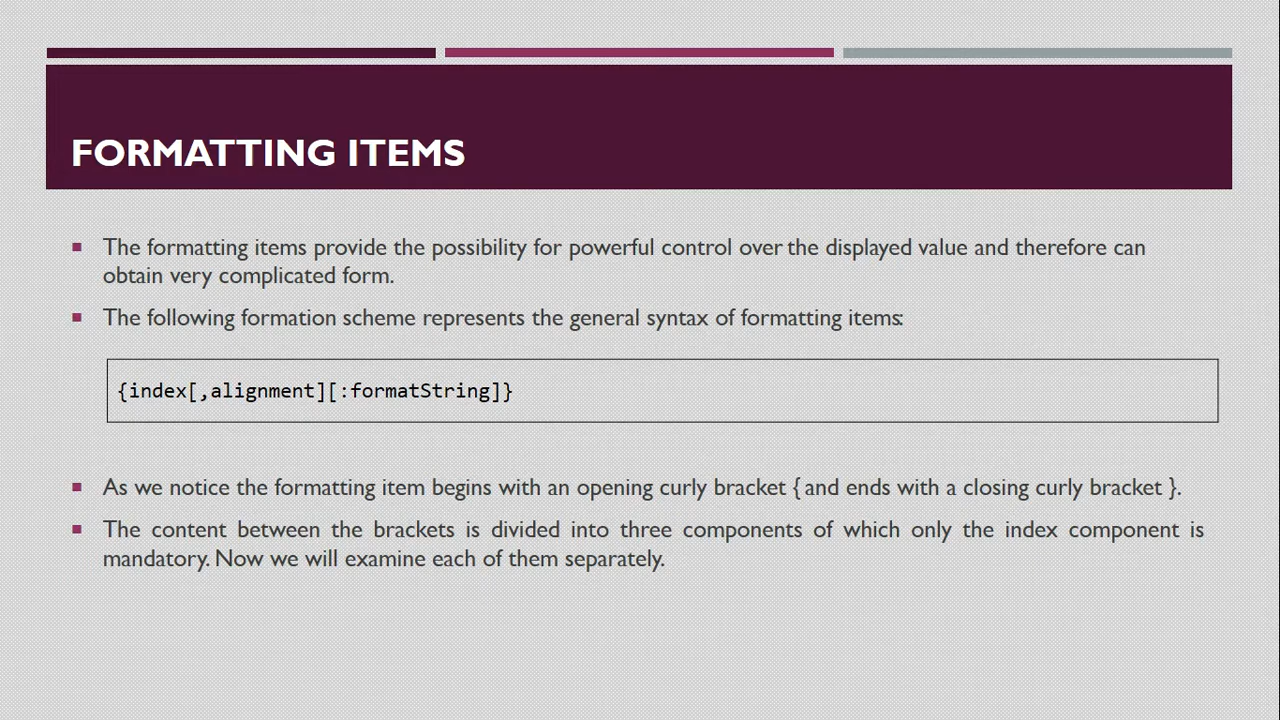 FORMATTING ITEMS
The formatting items provide the possibility for powerful control over the displayed value and therefore can
obtain very complicated form.
The following formation scheme represents the general syntax of formatting items:
{index[,alignment][:formatString]}
As we notice the formatting item begins with an opening curly bracket { and ends with a closing curly bracket }.
The content between the brackets is divided into three components of which only the index component is
mandatory. Now we will examine each of them separately.